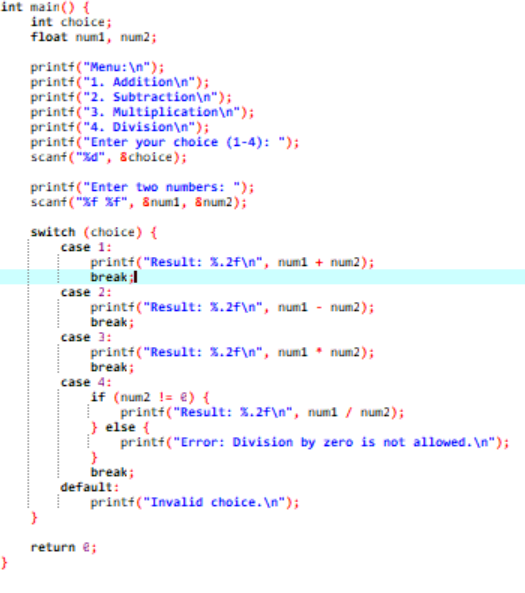 int main() {
    int choice;
    float num1, num2;

    printf("Menu:\n");
    printf("1. Addition\n");
    printf("2. Subtraction\n");
    printf("3. Multiplication\n");
    printf("4. Division\n");
    printf("Enter your choice (1-4): ");
    scanf("%d", &choice);

    printf("Enter two numbers: ");
    scanf("%f %f", &num1, &num2);

    switch (choice) {
        case 1:
            printf("Result: %.2f\n", num1 + num2);
            break;
        case 2:
            printf("Result: %.2f\n", num1 - num2);
            break;
        case 3:
            printf("Result: %.2f\n", num1 * num2);
            break;
        case 4:
            if (num2 != 0) {
                printf("Result: %.2f\n", num1 / num2);
            } else {
                printf("Error: Division by zero is not allowed.\n");
            }
            break;
        default:
            printf("Invalid choice.\n");
    }

    return 0;
}